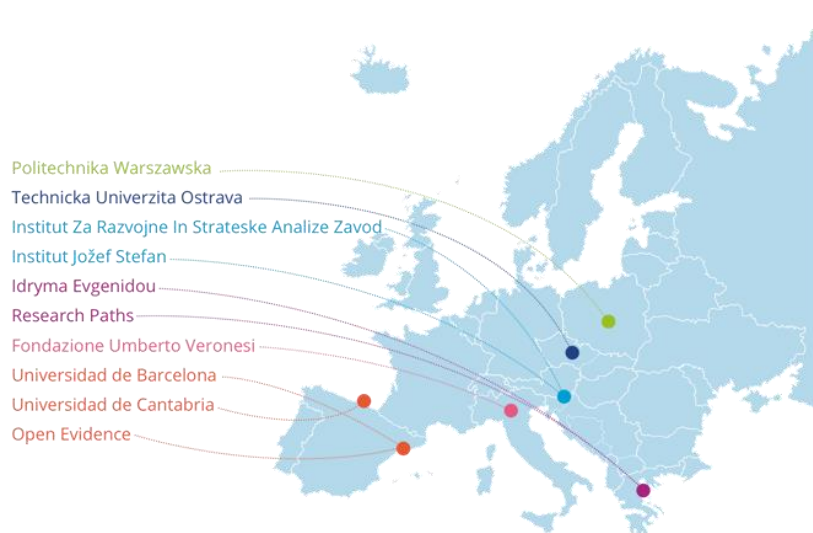 Politechnika Warszawska
Technicka Univerzita Ostrava
Institut Za Razvojne In Strateske Analize Zavod
Institut Jožef Stefan
Idryma Evgenidou
Research Paths
Fondazione Umberto Veronesi
Universidad de Barcelona
Universidad de Cantabria
Open Evidence